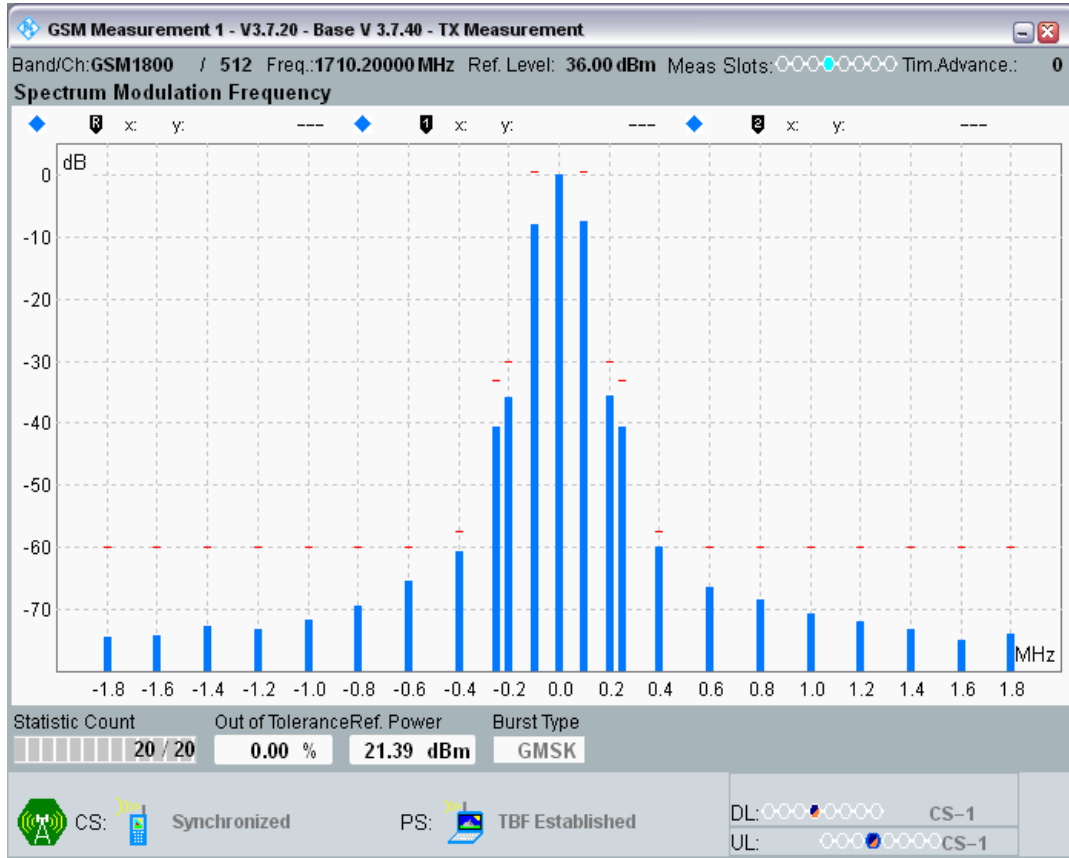 GSM Measurement 1 - V3.7.20 - Base V 3.7.40 - TX Measurement
Band/Ch:GSM1800 / 512 Freq.:1710.20000 MHz Ref. Level: 36.00 dBm Meas Slots: Tim.Advance.: 0
Spectrum Modulation Frequency
R x: y: --- 1 x: y: --- 2 x: y: ---
dB
0
-10
-20
-30
-40
-50
-60
-70
MHz
-1.8 -1.6 -1.4 -1.2 -1.0 -0.8 -0.6 -0.4 -0.2 0.0 0.2 0.4 0.6 0.8 1.0 1.2 1.4 1.6 1.8
Statistic Count Out of Tolerance Ref. Power Burst Type
20 / 20 0.00 % 21.39 dBm GMSK
CS: Synchronized PS: TBF Established
DL: CS-1
UL: CS-1